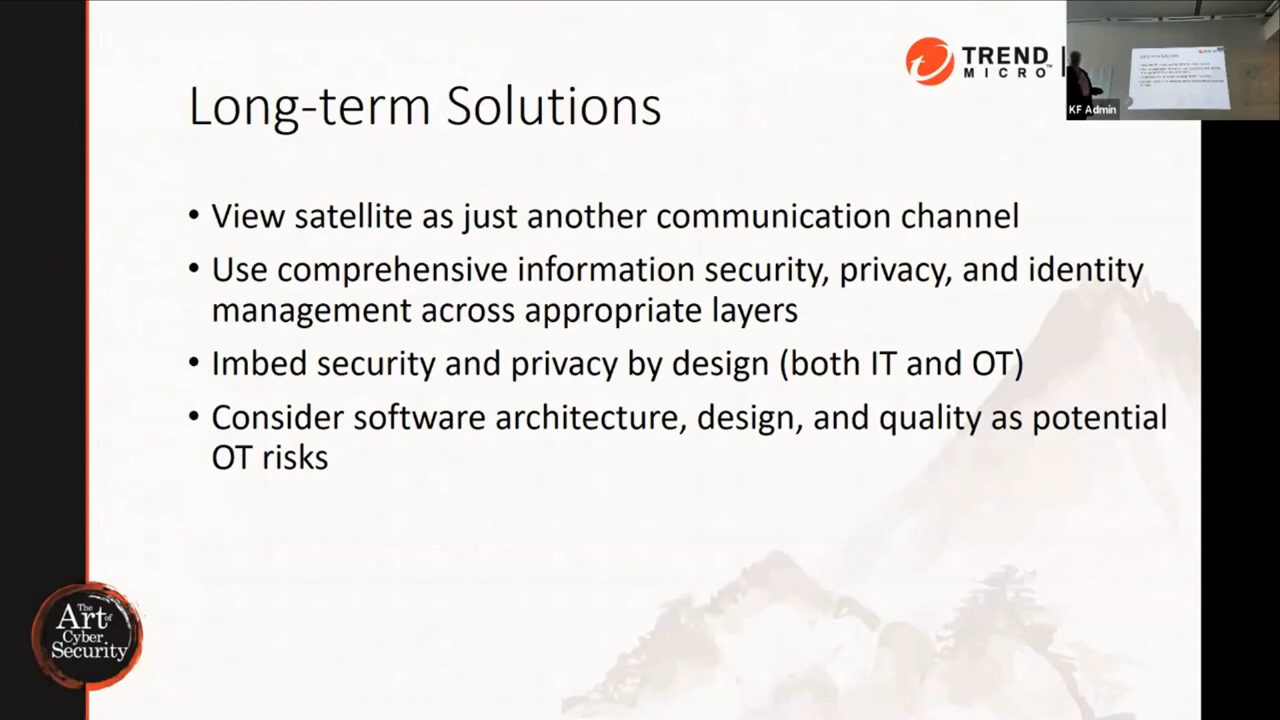 TREND
MICRO™
KF Admin
Long-term Solutions
• View satellite as just another communication channel
• Use comprehensive information security, privacy, and identity
management across appropriate layers
• Imbed security and privacy by design (both IT and OT)
• Consider software architecture, design, and quality as potential
OT risks
The
Art of
Cyber
Security